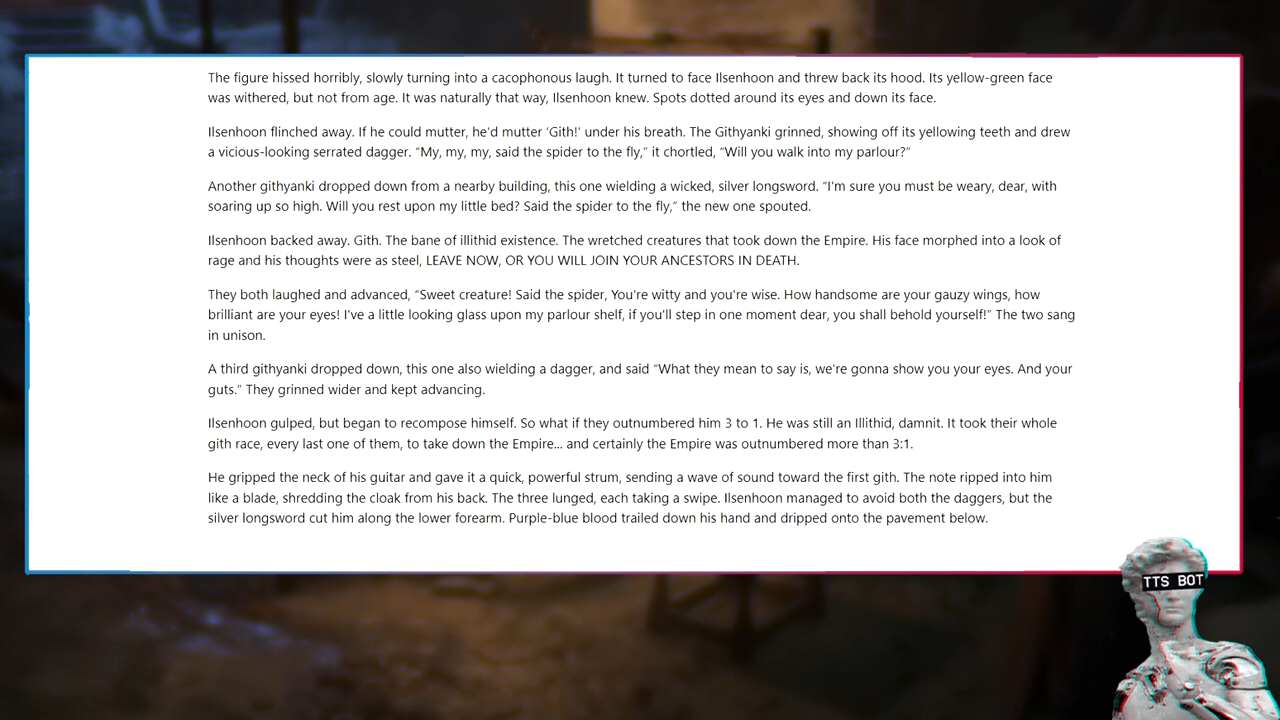 The figure hissed horribly, slowly turning into a cacophonous laugh. It turned to face Ilsenhoon and threw back its hood. Its yellow-green face
was withered, but not from age. It was naturally that way, Ilsenhoon knew. Spots dotted around its eyes and down its face.
Ilsenhoon flinched away. If he could mutter, he'd mutter 'Gith!' under his breath. The Githyanki grinned, showing off its yellowing teeth and drew
a vicious-looking serrated dagger. “My, my, my, said the spider to the fly,” it chortled, “Will you walk into my parlour?”
Another githyanki dropped down from a nearby building, this one wielding a wicked, silver longsword. “I'm sure you must be weary, dear, with
soaring up so high. Will you rest upon my little bed? Said the spider to the fly,” the new one spouted.
Ilsenhoon backed away. Gith. The bane of illithid existence. The wretched creatures that took down the Empire. His face morphed into a look of
rage and his thoughts were as steel, LEAVE NOW, OR YOU WILL JOIN YOUR ANCESTORS IN DEATH.
They both laughed and advanced, “Sweet creature! Said the spider, You're witty and you're wise. How handsome are your gauzy wings, how
brilliant are your eyes! I've a little looking glass upon my parlour shelf, if you'll step in one moment dear, you shall behold yourself!” The two sang
in unison.
A third githyanki dropped down, this one also wielding a dagger, and said “What they mean to say is, we're gonna show you your eyes. And your
guts.” They grinned wider and kept advancing.
Ilsenhoon gulped, but began to recompose himself. So what if they outnumbered him 3 to 1. He was still an Illithid, damnit. It took their whole
gith race, every last one of them, to take down the Empire... and certainly the Empire was outnumbered more than 3:1.
He gripped the neck of his guitar and gave it a quick, powerful strum, sending a wave of sound toward the first gith. The note ripped into him
like a blade, shredding the cloak from his back. The three lunged, each taking a swipe. Ilsenhoon managed to avoid both the daggers, but the
silver longsword cut him along the lower forearm. Purple-blue blood trailed down his hand and dripped onto the pavement below.
TTS BOT